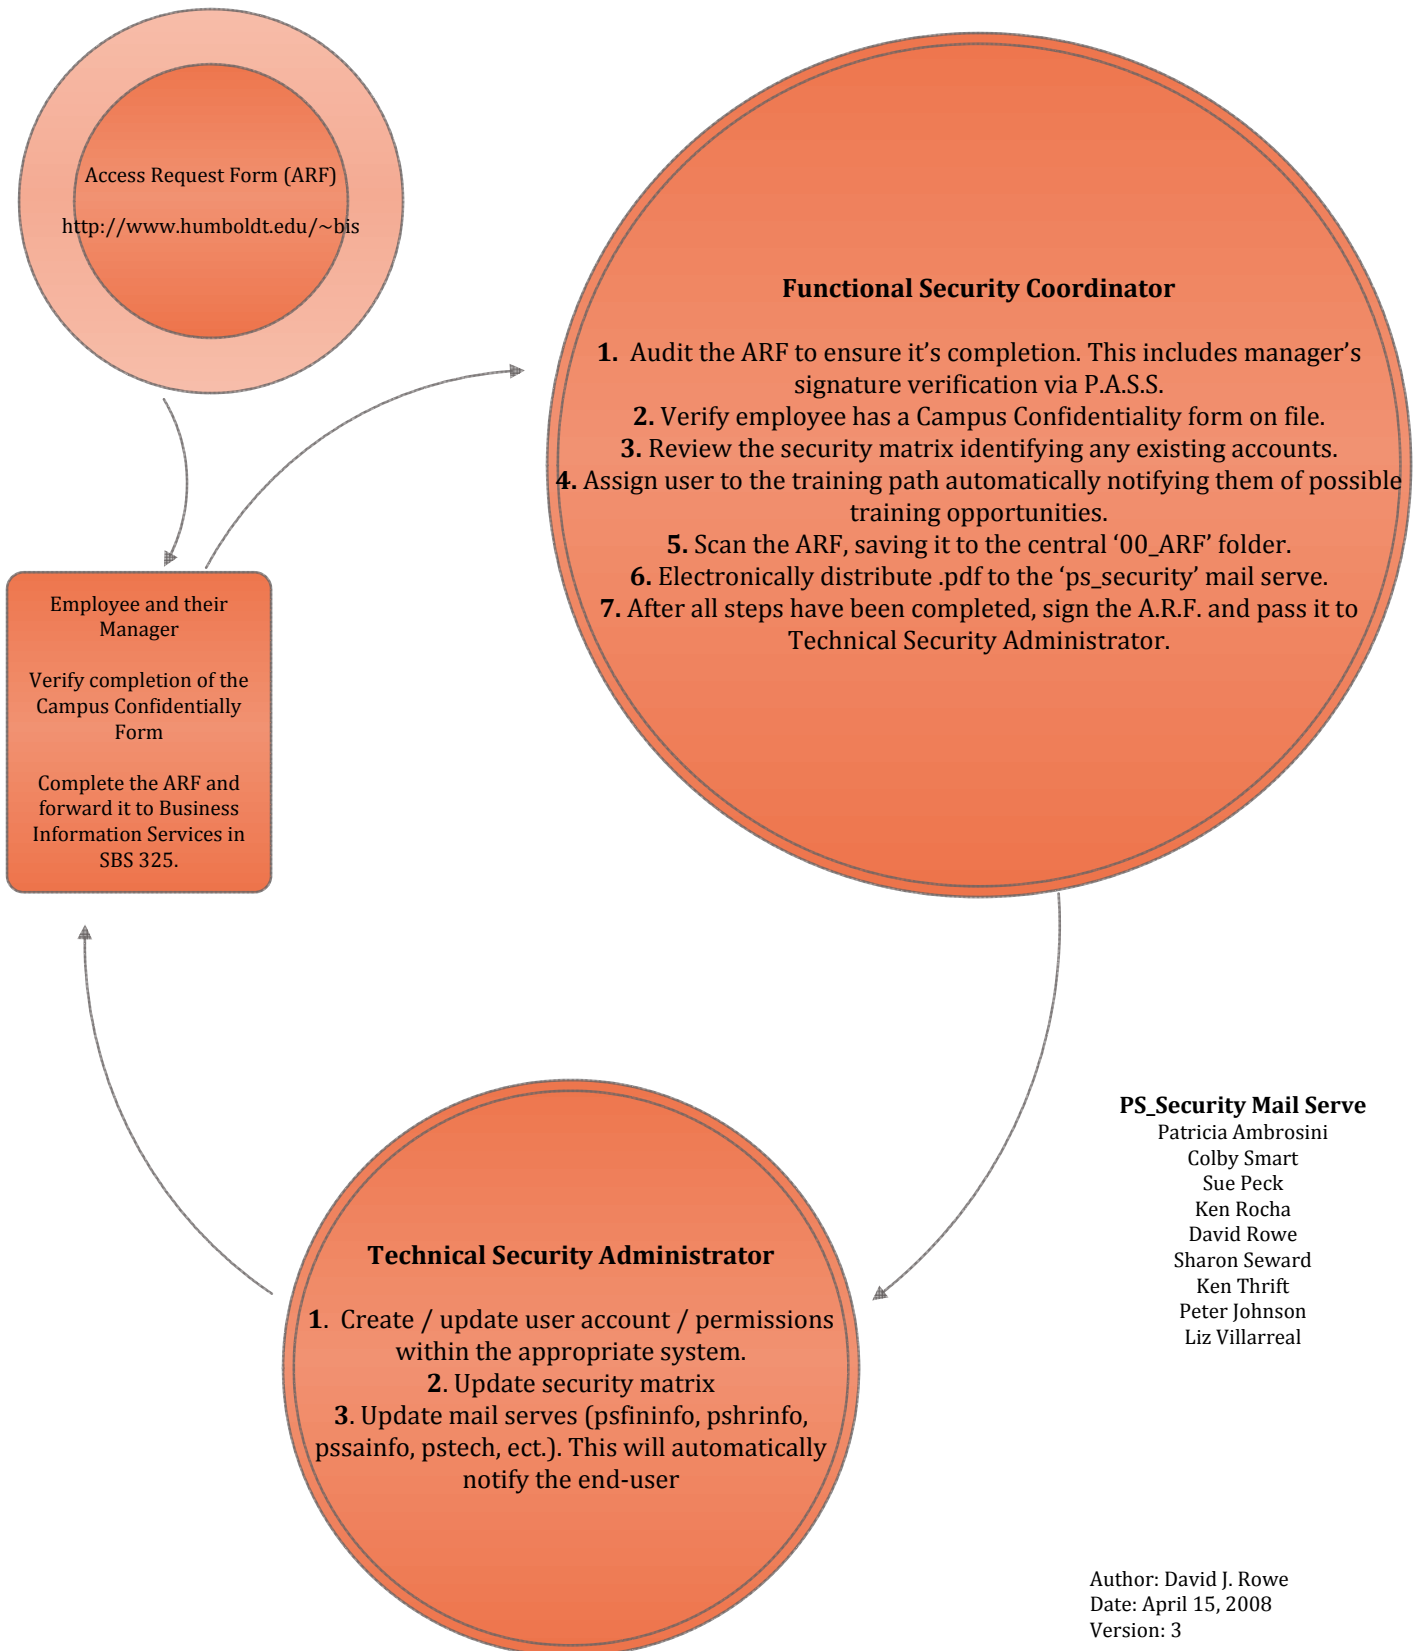 Access Request Form (ARF)
http://www.humboldt.edu/~bis
Functional Security Coordinator
1. Audit the ARF to ensure it’s completion. This includes manager’s
signature verification via P.A.S.S.
2. Verify employee has a Campus Confidentiality form on file.
3. Review the security matrix identifying any existing accounts.
4. Assign user to the training path automatically notifying them of possible
training opportunities.
5. Scan the ARF, saving it to the central ‘00_ARF’ folder.
6. Electronically distribute .pdf to the ‘ps_security’ mail serve.
7. After all steps have been completed, sign the A.R.F. and pass it to
Technical Security Administrator.
Employee and their
Manager
Verify completion of the
Campus Confidentially
Form
Complete the ARF and
forward it to Business
Information Services in
SBS 325.
Technical Security Administrator
1. Create / update user account / permissions
within the appropriate system.
2. Update security matrix
3. Update mail serves (psfininfo, pshrinfo,
pssainfo, pstech, ect.). This will automatically
notify the end-user
PS_Security Mail Serve
Patricia Ambrosini
Colby Smart
Sue Peck
Ken Rocha
David Rowe
Sharon Seward
Ken Thrift
Peter Johnson
Liz Villarreal
Author: David J. Rowe
Date: April 15, 2008
Version: 3